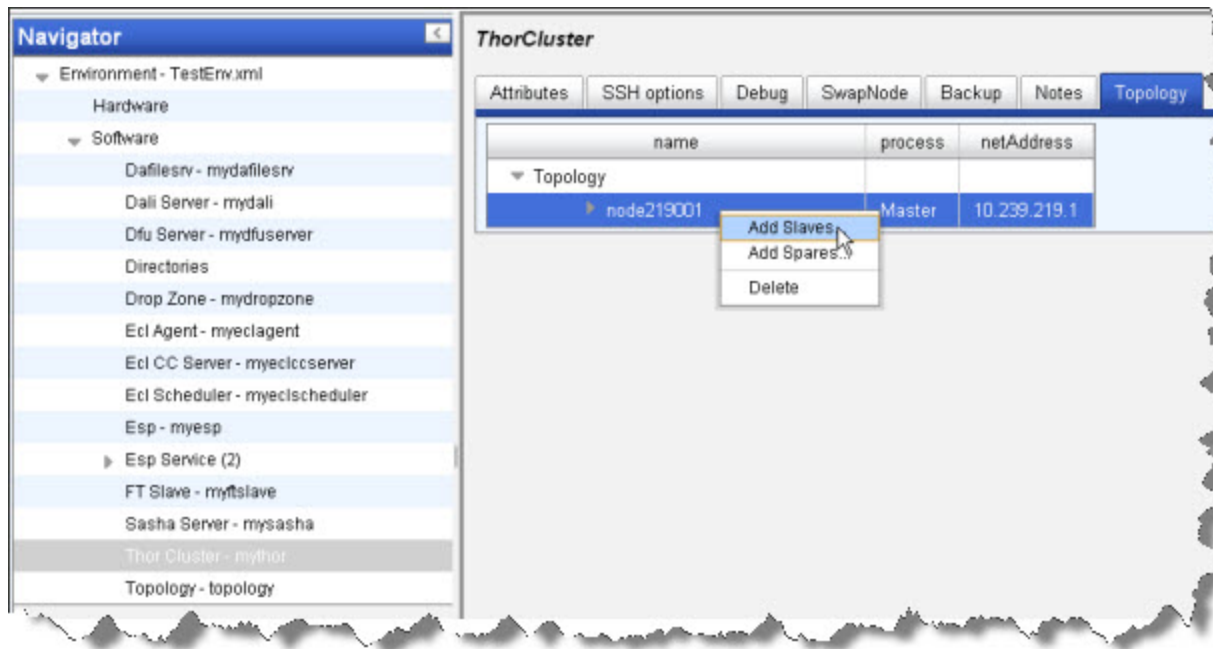 Navigator
Environment - TestEnv.xml
Hardware
Software
Dafilesrv - mydafilesrv
Dali Server - mydali
Dfu Server - mydfuserver
Directories
Drop Zone - mydropzone
Ecl Agent - myeclagent
Ecl CC Server - myeclccserver
Ecl Scheduler - myeclscheduler
Esp - myesp
Esp Service (2)
FT Slave - myftslave
Sasha Server - mysasha
Thor Cluster - mythor
Topology - topology
ThorCluster
Attributes SSH options Debug SwapNode Backup Notes Topology
name process netAddress
Topology
node219001 Master 10.239.219.1
Add Slaves...
Add Spares...
Delete